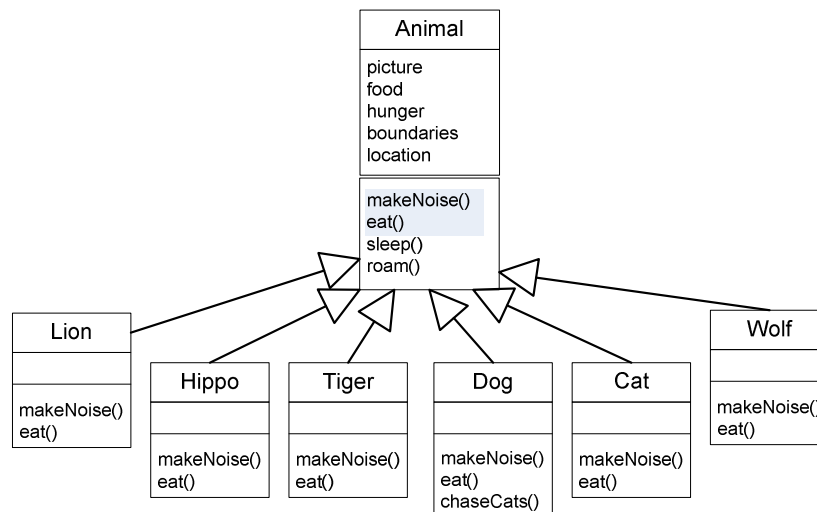 Animal
picture
food
hunger
boundaries
location
makeNoise()
eat()
sleep()
roam()
Lion
makeNoise()
eat()
Hippo
makeNoise()
eat()
Tiger
makeNoise()
eat()
Dog
makeNoise()
eat()
chaseCats()
Cat
makeNoise()
eat()
Wolf
makeNoise()
eat()